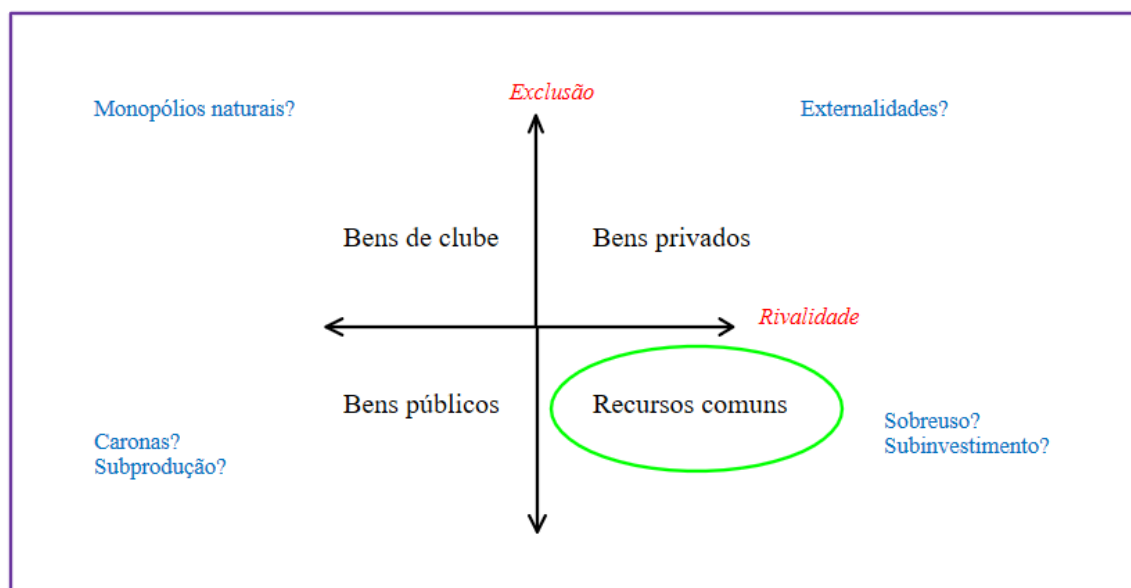 Exclusão
Monopólios naturais?
Externalidades?
Bens de clube
Bens privados
Rivalidade
Bens públicos
Recursos comuns
Caronas?
Subprodução?
Sobreuso?
Subinvestimento?